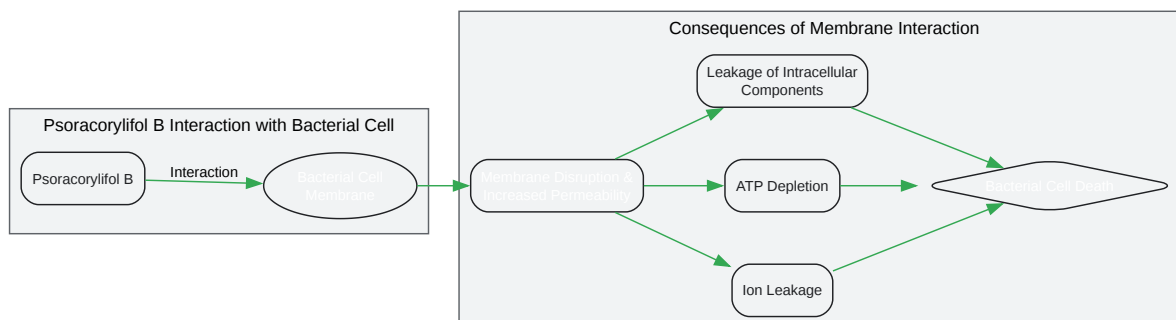 Consequences of Membrane Interaction
Leakage of Intracellular
Components
Psoracorylifol B Interaction with Bacterial Cell
Psoracorylifol B
Interaction
Bacterial Cell
Membrane
Membrane Disruption &
Increased Permeability
ATP Depletion
Bacterial Cell Death
Ion Leakage